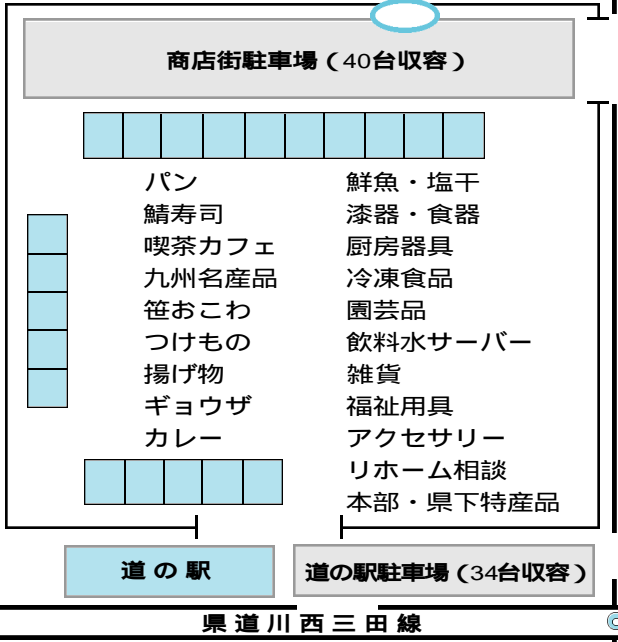 商店街駐車場（40台収容）
パン
鯖寿司
喫茶カフェ
九州名産品
笹おこわ
つけもの
揚げ物
ギョウザ
カレー
鮮魚・塩干
漆器・食器
厨房器具
冷凍食品
園芸品
飲料水サーバー
雑貨
福祉用具
アクセサリー
リホーム相談
本部・県下特産品
道の駅
道の駅駐車場（34台収容）
県道川西三田線